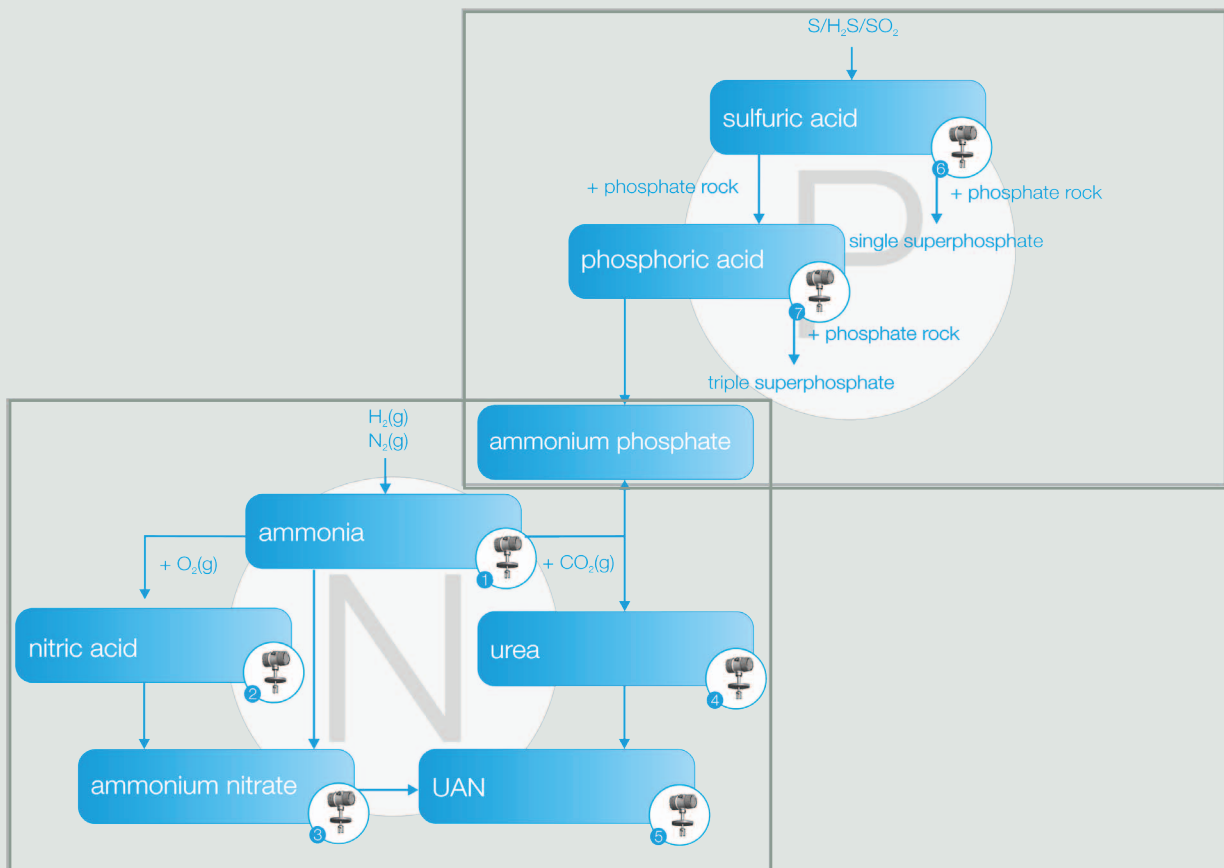 S/H₂S/SO₂
sulfuric acid
6
+ phosphate rock
+ phosphate rock
P
single superphosphate
phosphoric acid
7
+ phosphate rock
triple superphosphate
H₂(g)
N₂(g)
ammonium phosphate
ammonia
+ O₂(g)
1
+ CO₂(g)
N
nitric acid
2
urea
4
ammonium nitrate
3
UAN
5